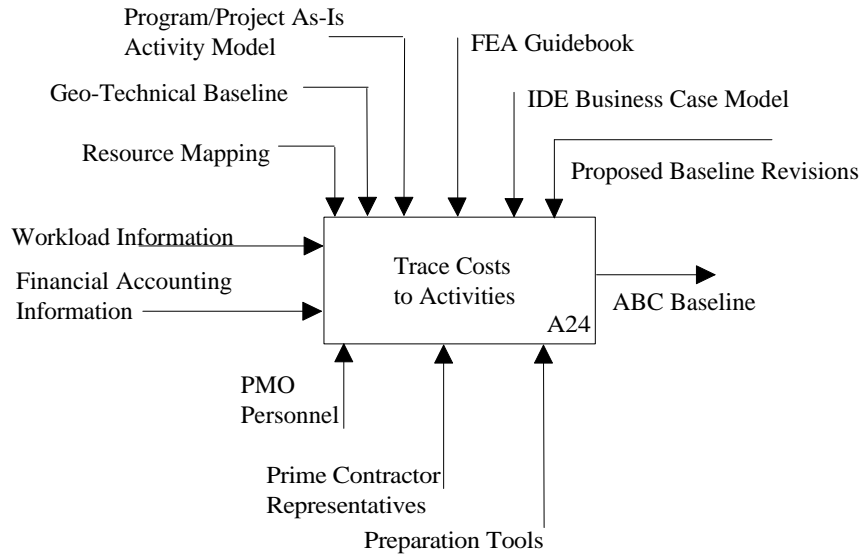 Program/Project As-Is
Activity Model
FEA Guidebook
Geo-Technical Baseline
IDE Business Case Model
Resource Mapping
Proposed Baseline Revisions
Workload Information
Financial Accounting
Information
Trace Costs
to Activities
A24
ABC Baseline
PMO
Personnel
Prime Contractor
Representatives
Preparation Tools